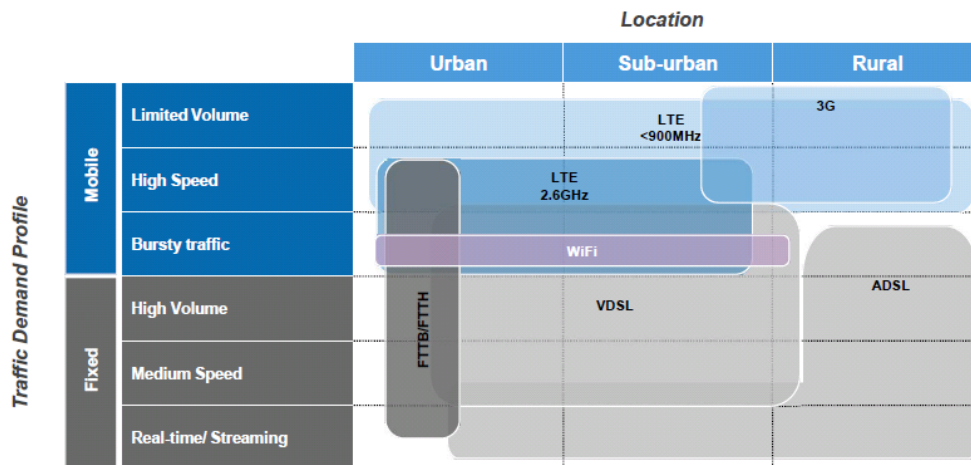 Location
Urban
Sub-urban
Rural
Traffic Demand Profile
Mobile
Limited Volume
High Speed
Bursty traffic
Fixed
High Volume
Medium Speed
Real-time/ Streaming
LTE
<900MHz
3G
LTE
2.6GHz
WiFi
FTTB/FTTH
VDSL
ADSL